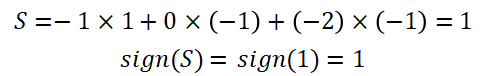 S =− 1 × 1 + 0 × (−1) + (−2) × (−1) = 1
sign(S) = sign(1) = 1